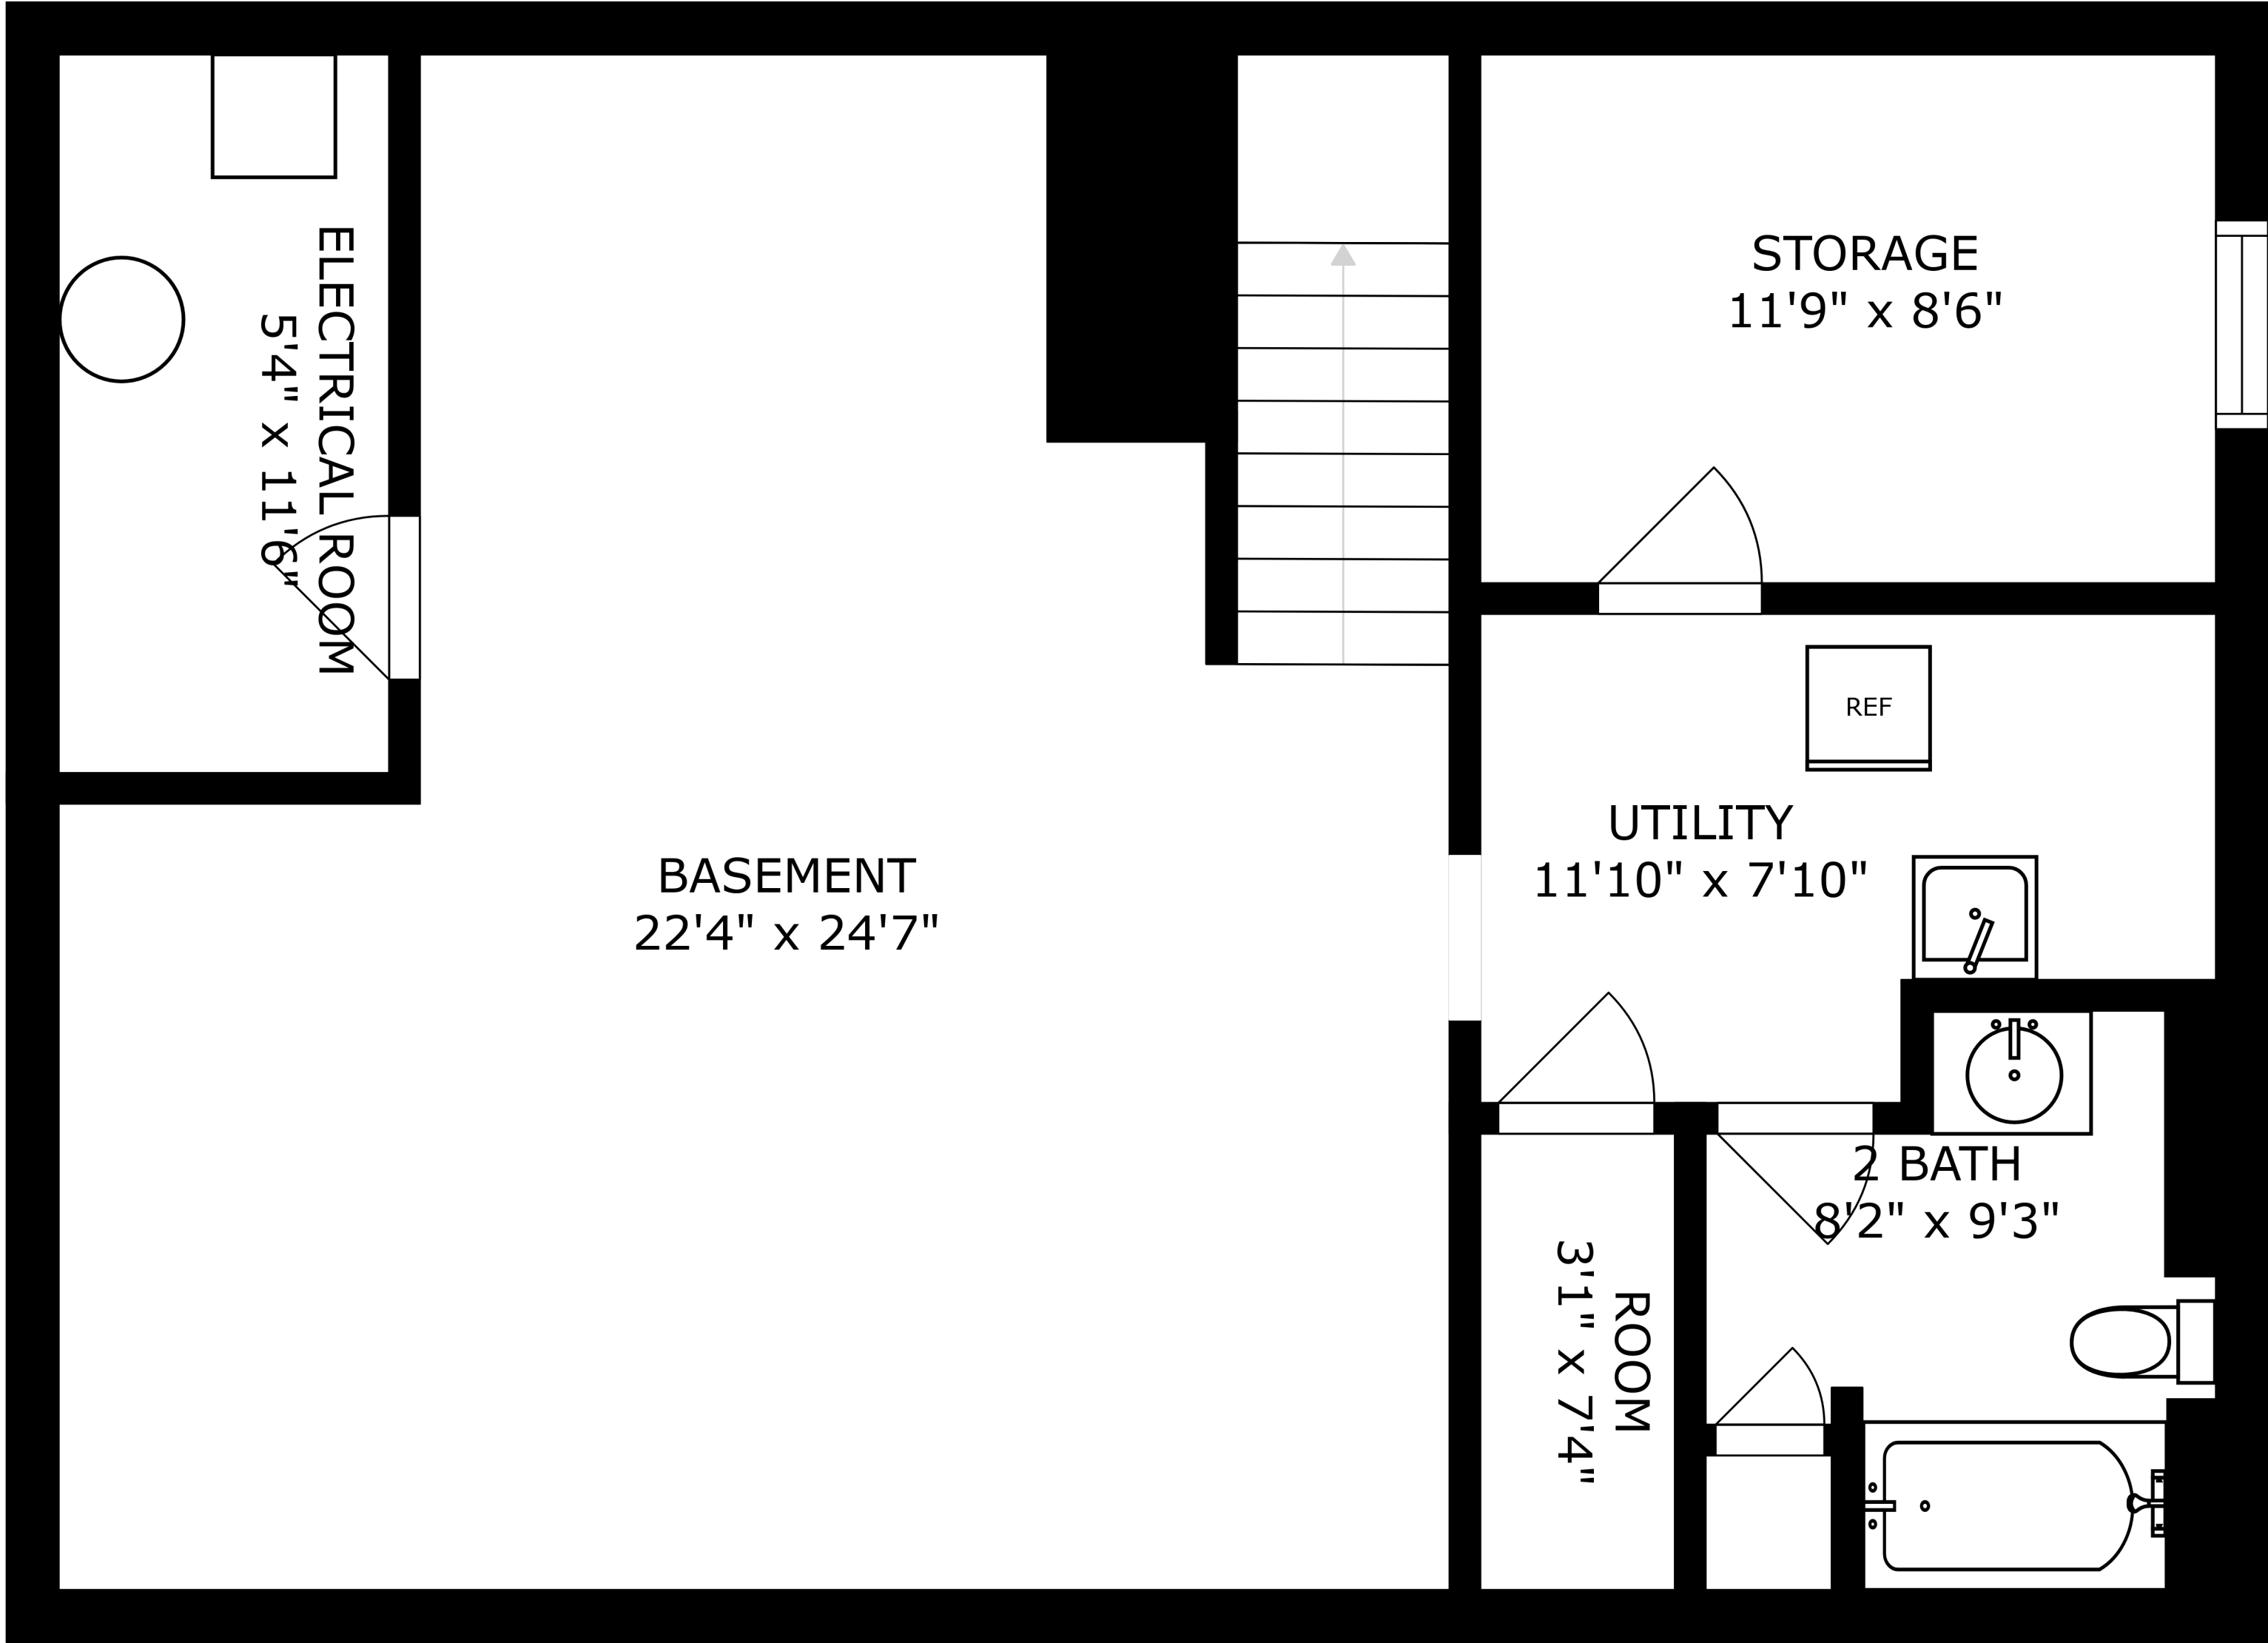 ELECTRICAL ROOM
5'4" x 11'6"
STORAGE
11'9" x 8'6"
REF
UTILITY
11'10" x 7'10"
BASEMENT
22'4" x 24'7"
2 BATH
8'2" x 9'3"
ROOM
3'1" x 7'4"